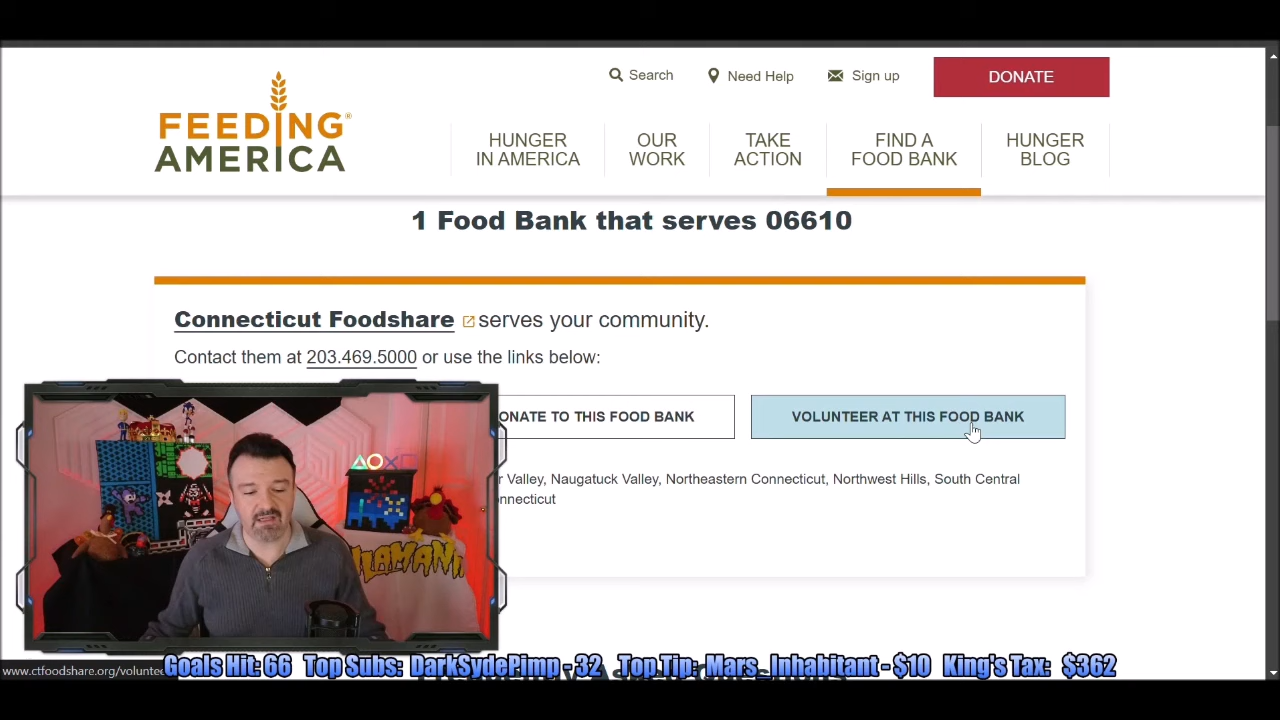 Search
Need Help
Sign up
DONATE
FEEDING®
AMERICA
HUNGER
IN AMERICA
OUR
WORK
TAKE
ACTION
FIND A
FOOD BANK
HUNGER
BLOG
1 Food Bank that serves 06610
Connecticut Foodshare serves your community.
Contact them at 203.469.5000 or use the links below:
ONATE TO THIS FOOD BANK
VOLUNTEER AT THIS FOOD BANK
r Valley, Naugatuck Valley, Northeastern Connecticut, Northwest Hills, South Central
onnecticut
www.ctfoodshare.org/voluntee
Goals Hit: 66 Top Subs: DarkSydePimp - 32 Top Tip: Mars_Inhabitant - $10 King's Tax: $362